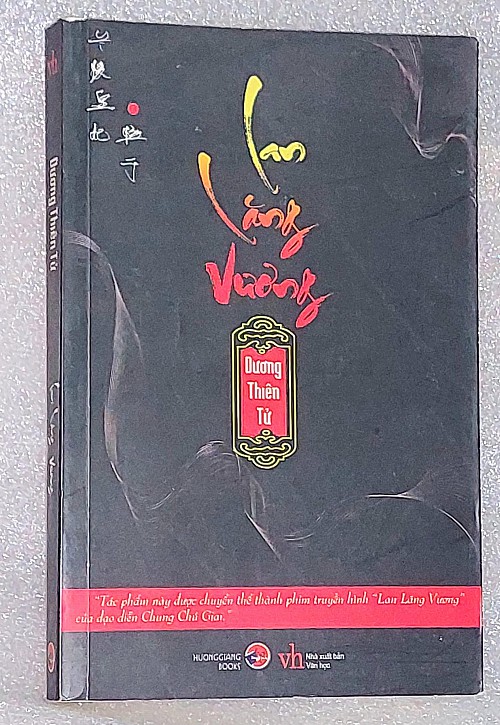 vh
Dương Thiên Tử
Lan Lăng Vương
Lan
Lăng
Vương
Dương
Thiên
Tử
"Tác phẩm này được chuyển thể thành phim truyền hình "Lan Lăng Vương"
của đạo diễn Chung Chú Giai."
HUONGGIANG
BOOKS
vh
Nhà xuất bản
Văn học